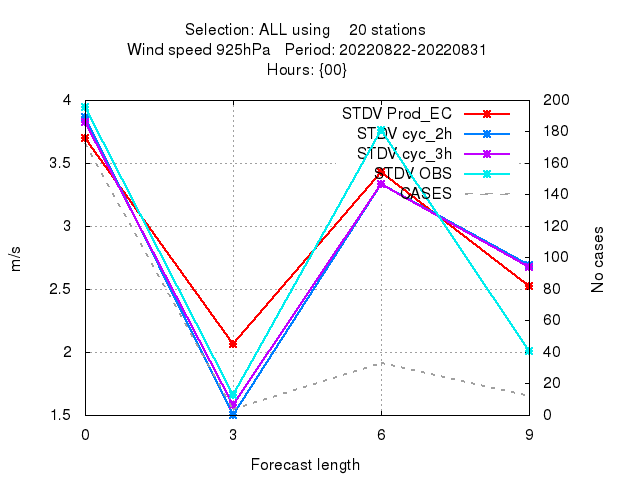 Selection: ALL using    20 stations
Wind speed 925hPa   Period: 20220822-20220831
Hours: {00}
STDV Prod_EC
STDV cyc_2h
STDV cyc_3h
STDV OBS
CASES
4
3.5
3
2.5
2
1.5
m/s
200
180
160
140
120
100
80
60
40
20
0
No cases
0
3
6
9
Forecast length